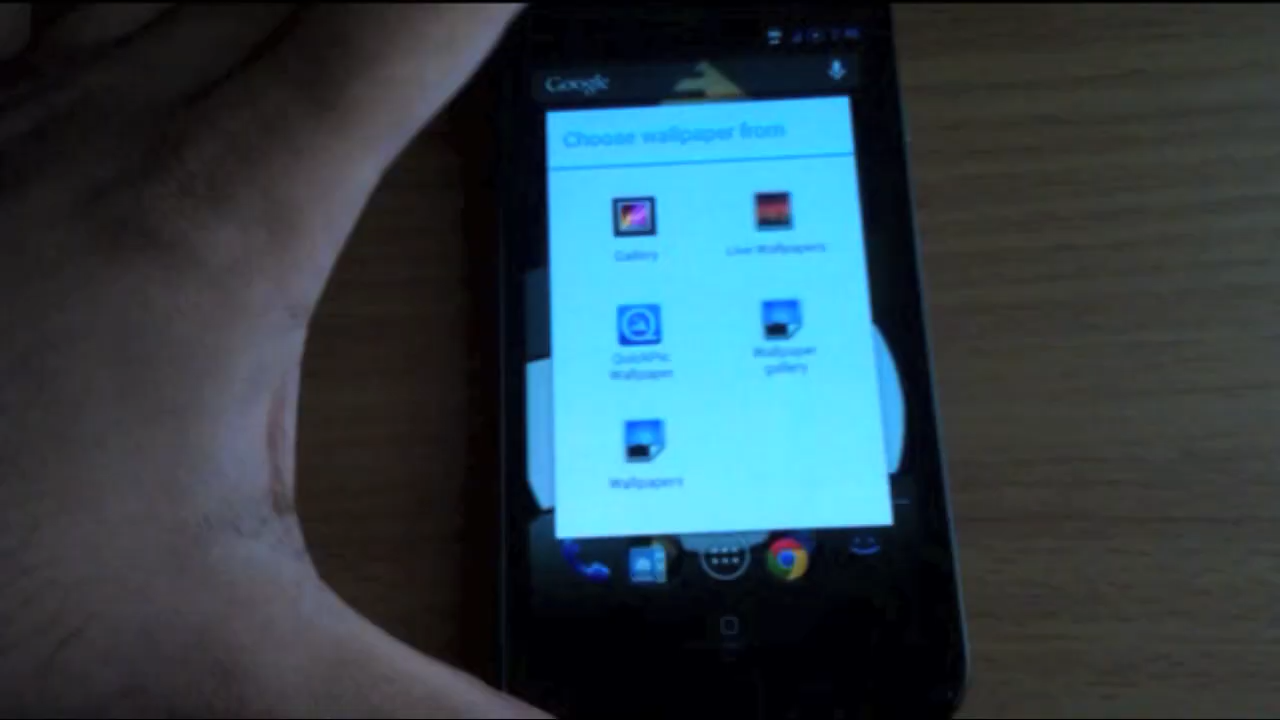 Google
Choose wallpaper from
Gallery
Live Wallpapers
QuickPic
Wallpaper
Wallpaper
gallery
Wallpapers